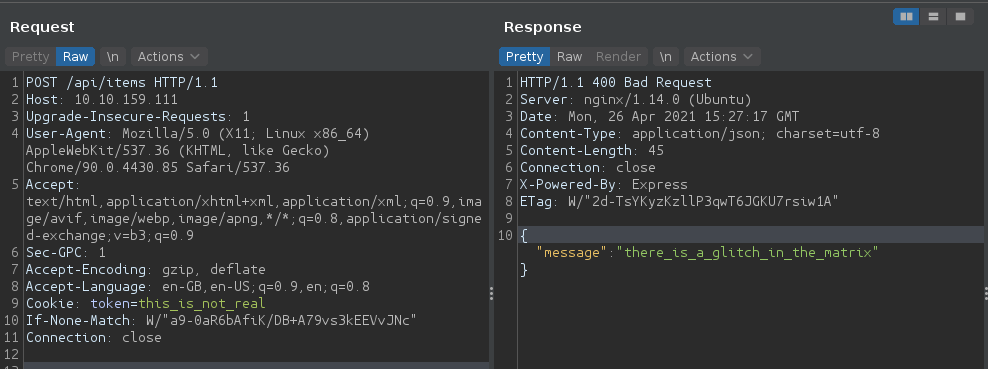 Request
Pretty Raw \n Actions
1 POST /api/items HTTP/1.1
2 Host: 10.10.159.111
3 Upgrade-Insecure-Requests: 1
4 User-Agent: Mozilla/5.0 (X11; Linux x86_64)
AppleWebKit/537.36 (KHTML, like Gecko)
Chrome/90.0.4430.85 Safari/537.36
5 Accept:
text/html,application/xhtml+xml,application/xml;q=0.9,im
age/avif,image/webp,image/apng,*/*;q=0.8,application/signe
d-exchange;v=b3;q=0.9
6 Sec-GPC: 1
7 Accept-Encoding: gzip, deflate
8 Accept-Language: en-GB,en-US;q=0.9,en;q=0.8
9 Cookie: token=this_is_not_real
10 If-None-Match: W/"a9-0aR6bAfiK/DB+A79vs3kEEVvJNc"
11 Connection: close
12
13
Response
Pretty Raw Render \n Actions
1 HTTP/1.1 400 Bad Request
2 Server: nginx/1.14.0 (Ubuntu)
3 Date: Mon, 26 Apr 2021 15:27:17 GMT
4 Content-Type: application/json; charset=utf-8
5 Content-Length: 45
6 Connection: close
7 X-Powered-By: Express
8 ETag: W/"2d-TsYKyzKzllP3qwT6JGKU7rsiw1A"
9
10 {
"message":"there_is_a_glitch_in_the_matrix"
}